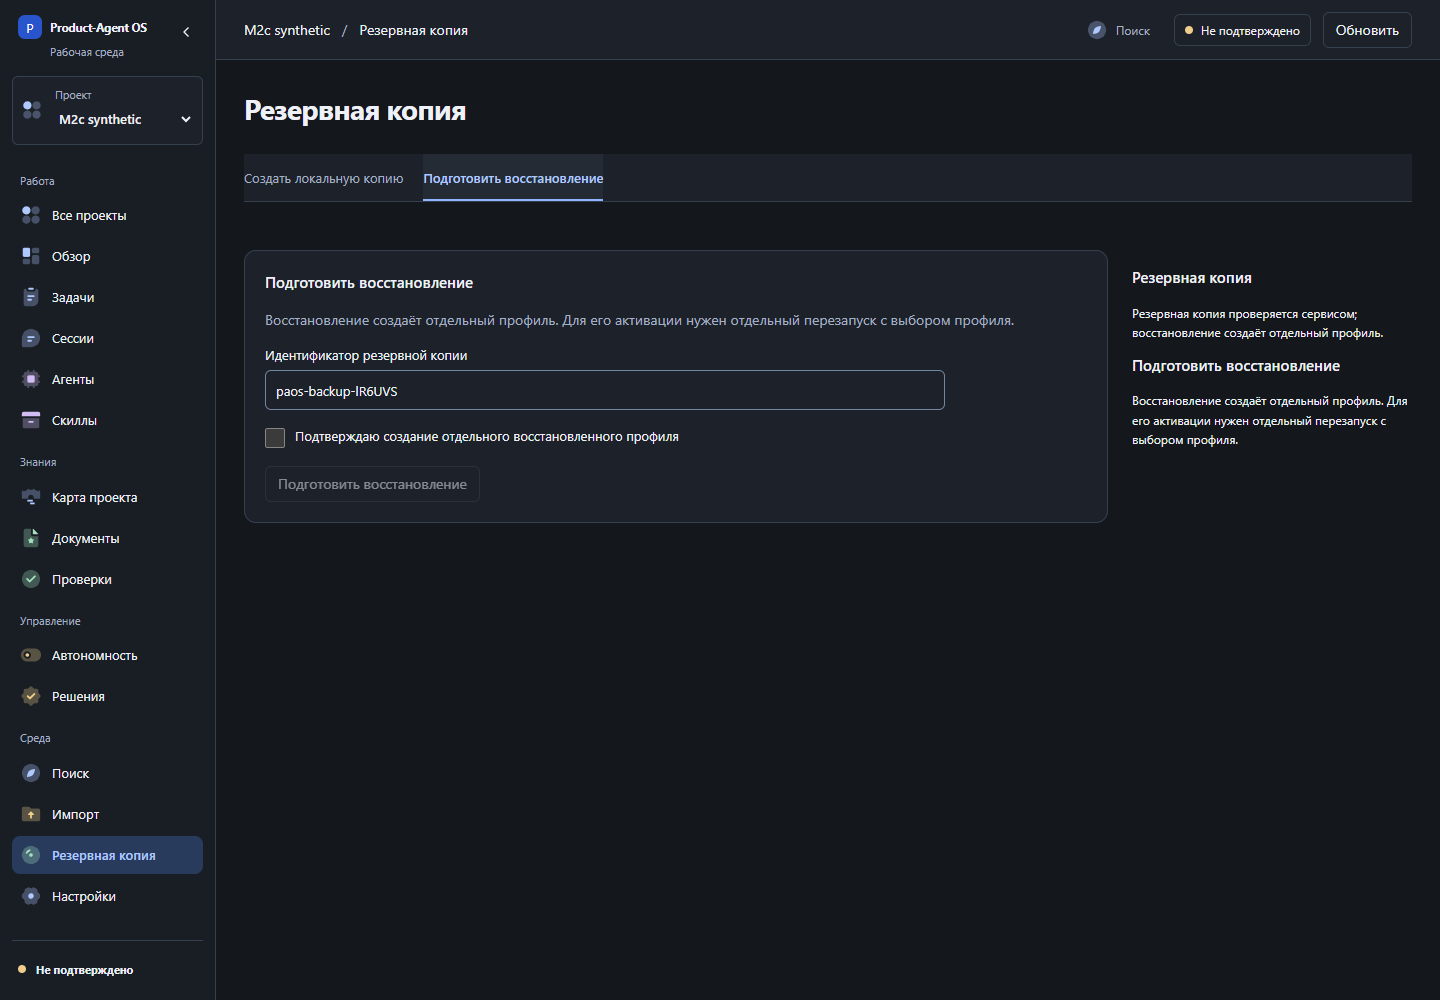 P
Product-Agent OS
Рабочая среда
Проект
M2c synthetic
Работа
Все проекты
Обзор
Задачи
Сессии
Агенты
Скиллы
Знания
Карта проекта
Документы
Проверки
Управление
Автономность
Решения
Среда
Поиск
Импорт
Резервная копия
Настройки
Не подтверждено
M2c synthetic / Резервная копия
Поиск
Не подтверждено
Обновить
Резервная копия
Создать локальную копию
Подготовить восстановление
Подготовить восстановление
Восстановление создаёт отдельный профиль. Для его активации нужен отдельный перезапуск с выбором профиля.
Идентификатор резервной копии
paos-backup-lR6UVS
Подтверждаю создание отдельного восстановленного профиля
Подготовить восстановление
Резервная копия
Резервная копия проверяется сервисом;
восстановление создаёт отдельный профиль.
Подготовить восстановление
Восстановление создаёт отдельный профиль. Для
его активации нужен отдельный перезапуск с
выбором профиля.